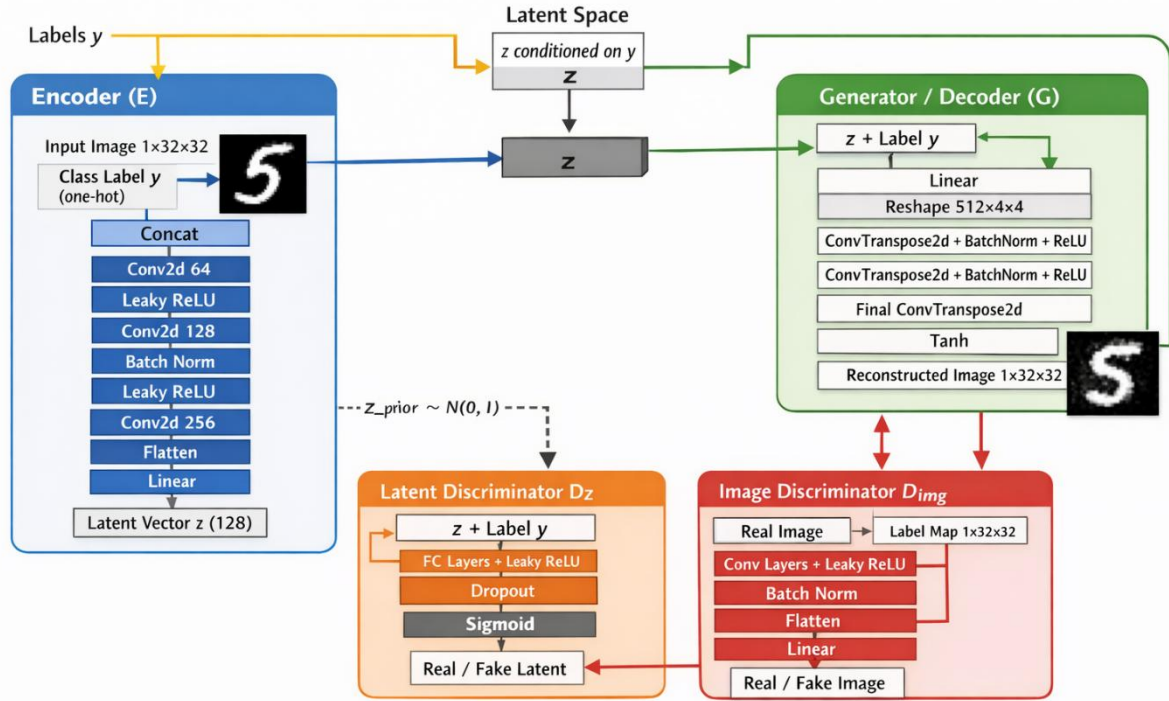 Latent Space
Labels y
z conditioned on y
z
Encoder (E)
Input Image 1×32×32
Class Label y
(one-hot)
Concat
Conv2d 64
Leaky ReLU
Conv2d 128
Batch Norm
Leaky ReLU
Conv2d 256
Flatten
Linear
Latent Vector z (128)
5
z
Generator / Decoder (G)
z + Label y
Linear
Reshape 512×4×4
ConvTranspose2d + BatchNorm + ReLU
ConvTranspose2d + BatchNorm + ReLU
Final ConvTranspose2d
Tanh
Reconstructed Image 1×32×32
5
z_prior ~ N(0, I)
Latent Discriminator Dz
z + Label y
FC Layers + Leaky ReLU
Dropout
Sigmoid
Real / Fake Latent
Image Discriminator Dimg
Real Image
Label Map 1x32x32
Conv Layers + Leaky ReLU
Batch Norm
Flatten
Linear
Real / Fake Image